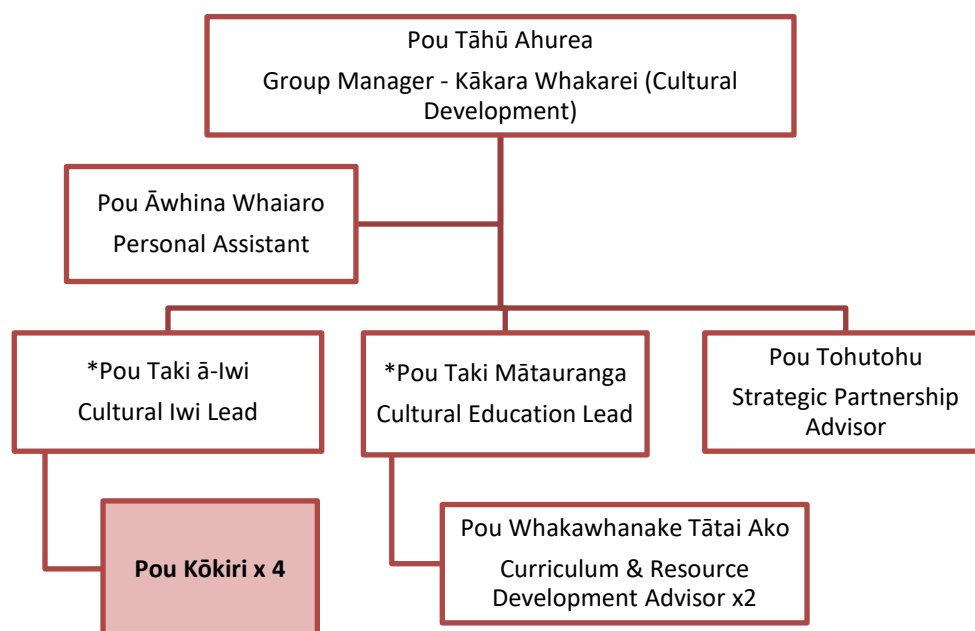 Pou Tāhū Ahurea
Group Manager - Kākara Whakarei (Cultural
Development)
Pou Āwhina Whaiaro
Personal Assistant
*Pou Taki ā-Iwi
Cultural Iwi Lead
*Pou Taki Mātauranga
Cultural Education Lead
Pou Tohutohu
Strategic Partnership
Advisor
Pou Kōkiri x 4
Pou Whakawhanake Tātai Ako
Curriculum & Resource
Development Advisor x2